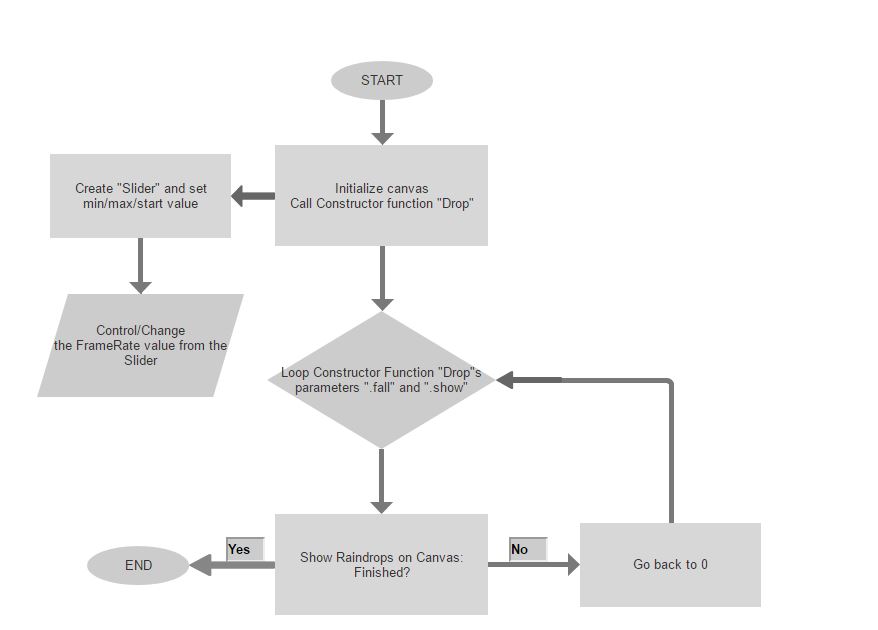 START
Initialize canvas
Call Constructor function "Drop"
Create "Slider" and set
min/max/start value
Control/Change
the FrameRate value from the
Slider
Loop Constructor Function "Drop"s
parameters ".fall" and ".show"
Show Raindrops on Canvas:
Finished?
Yes
END
No
Go back to 0